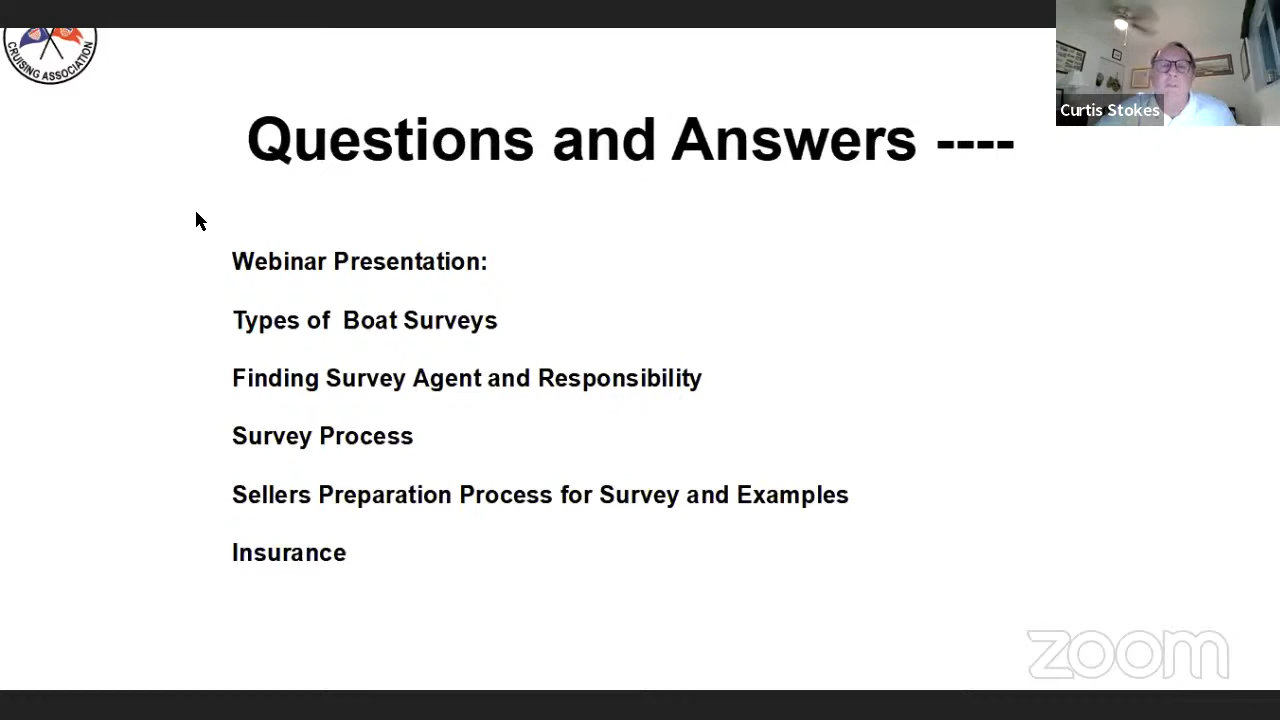 CRUISING ASSOCIATION
Curtis Stokes
Questions and Answers ----
Webinar Presentation:
Types of  Boat Surveys
Finding Survey Agent and Responsibility
Survey Process
Sellers Preparation Process for Survey and Examples
Insurance
zoom